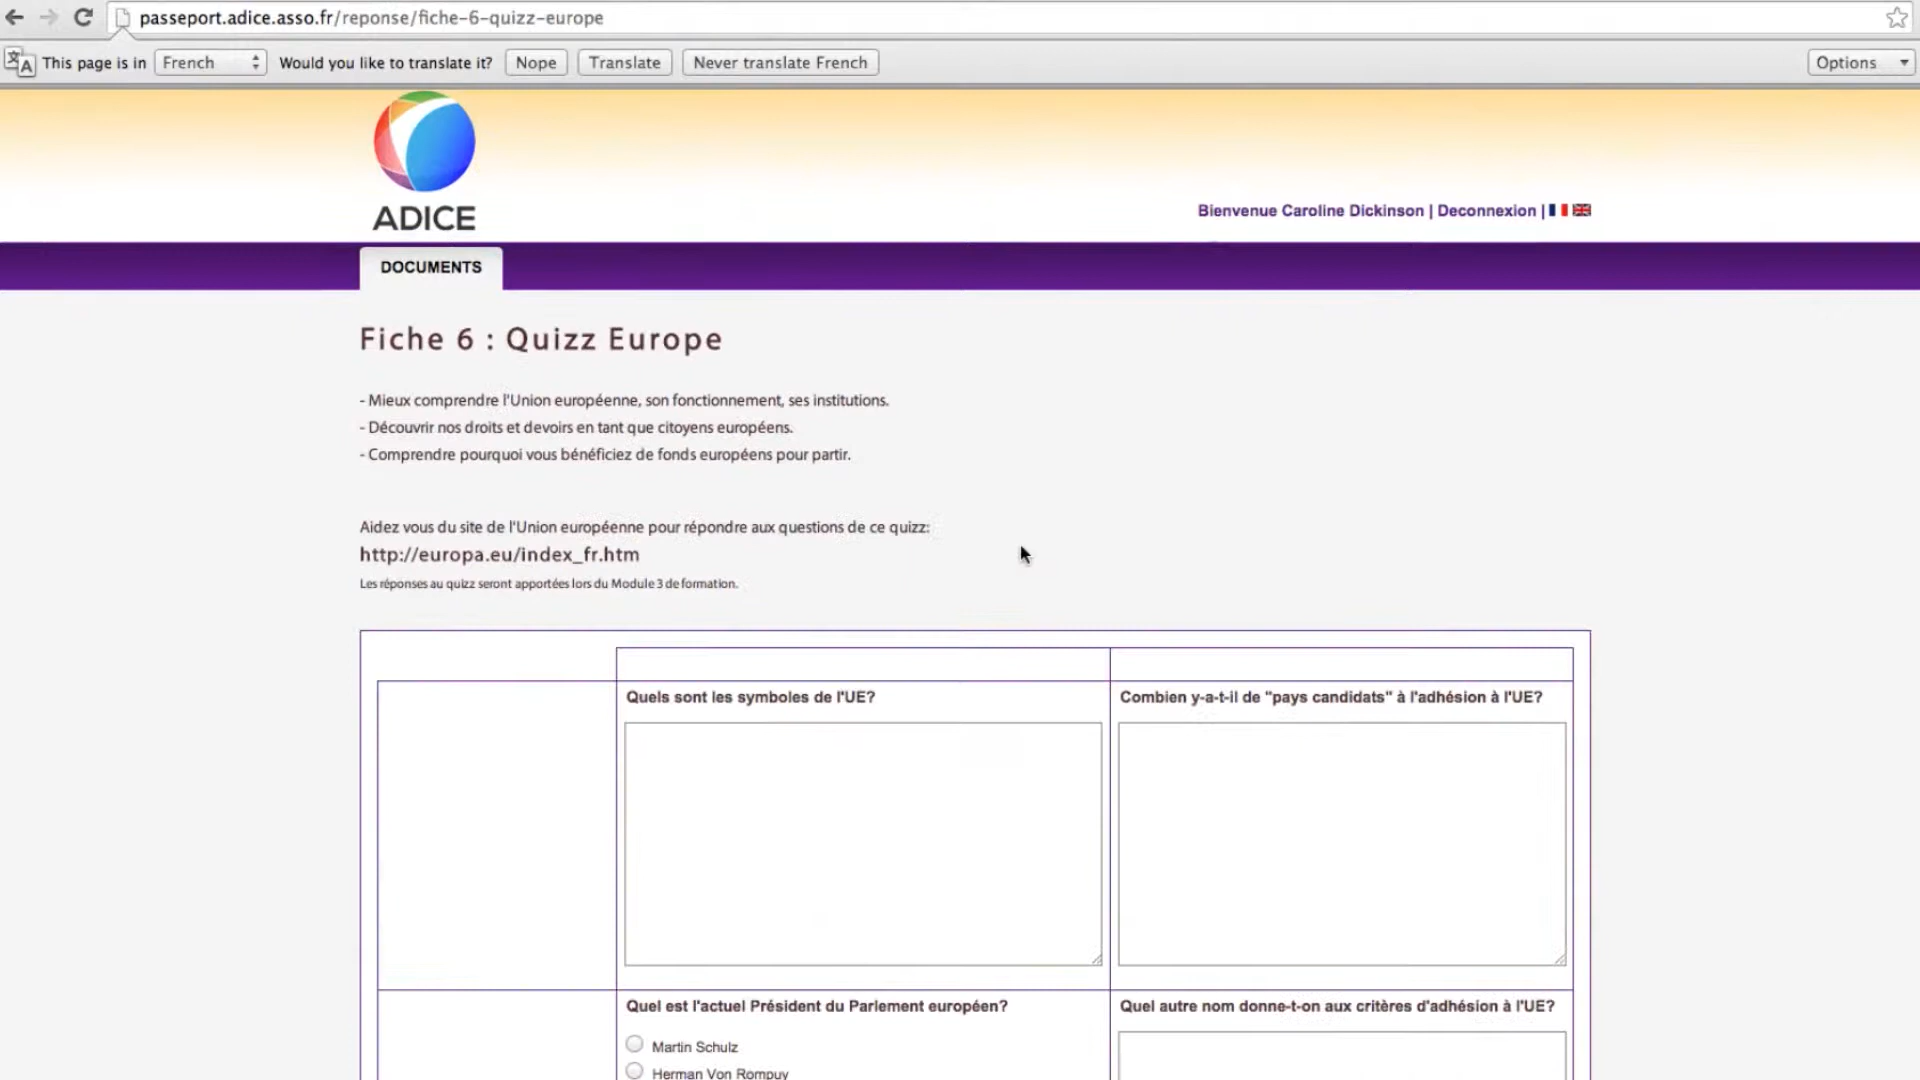 passeport.adice.asso.fr/reponse/fiche-6-quizz-europe
This page is in French Would you like to translate it? Nope Translate Never translate French Options
ADICE
Bienvenue Caroline Dickinson | Deconnexion |
DOCUMENTS
Fiche 6 : Quizz Europe
- Mieux comprendre l'Union européenne, son fonctionnement, ses institutions.
- Découvrir nos droits et devoirs en tant que citoyens européens.
- Comprendre pourquoi vous bénéficiez de fonds européens pour partir.
Aidez vous du site de l'Union européenne pour répondre aux questions de ce quizz:
http://europa.eu/index_fr.htm
Les réponses au quizz seront apportées lors du Module 3 de formation.
Quels sont les symboles de l'UE?
Combien y-a-t-il de "pays candidats" à l'adhésion à l'UE?
Quel est l'actuel Président du Parlement européen?
Quel autre nom donne-t-on aux critères d'adhésion à l'UE?
Martin Schulz
Herman Von Rompuy